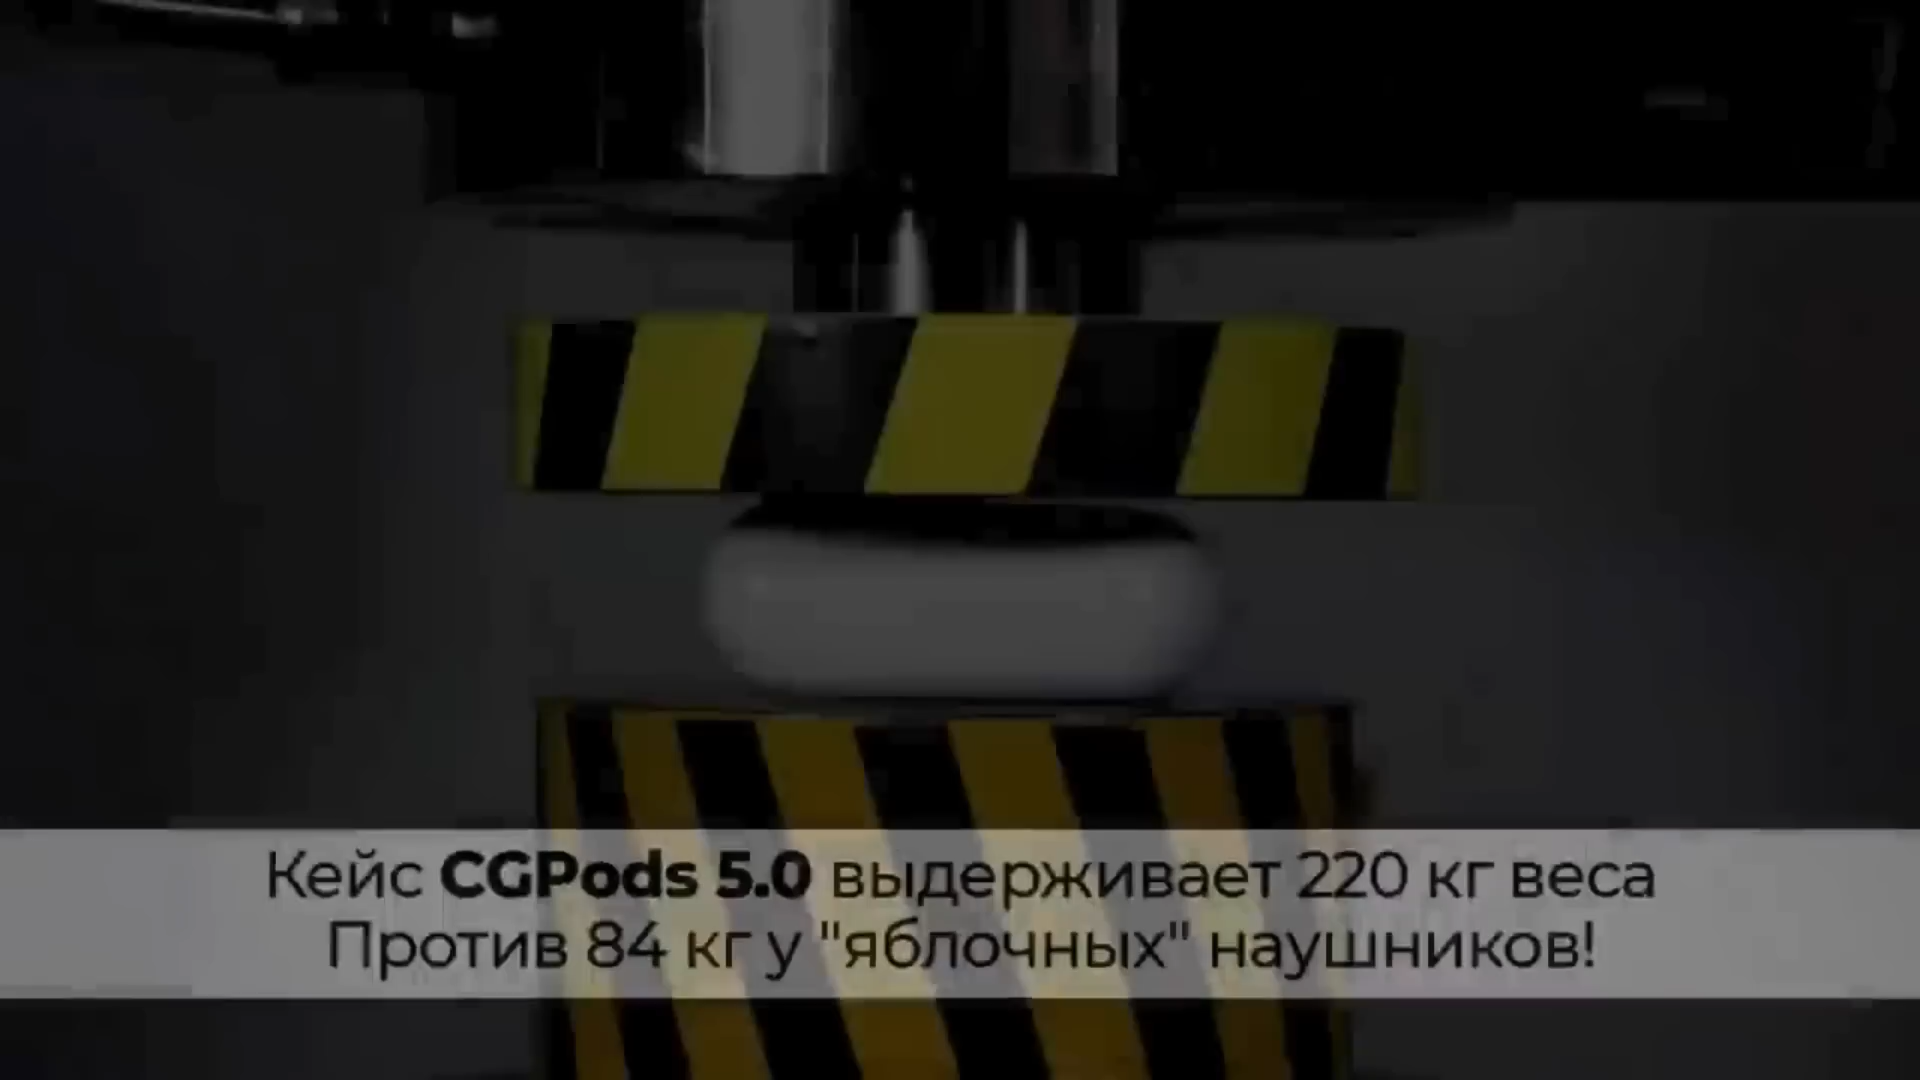 Кейс CGPods 5.0 выдерживает 220 кг веса
Против 84 кг у "яблочных" наушников!